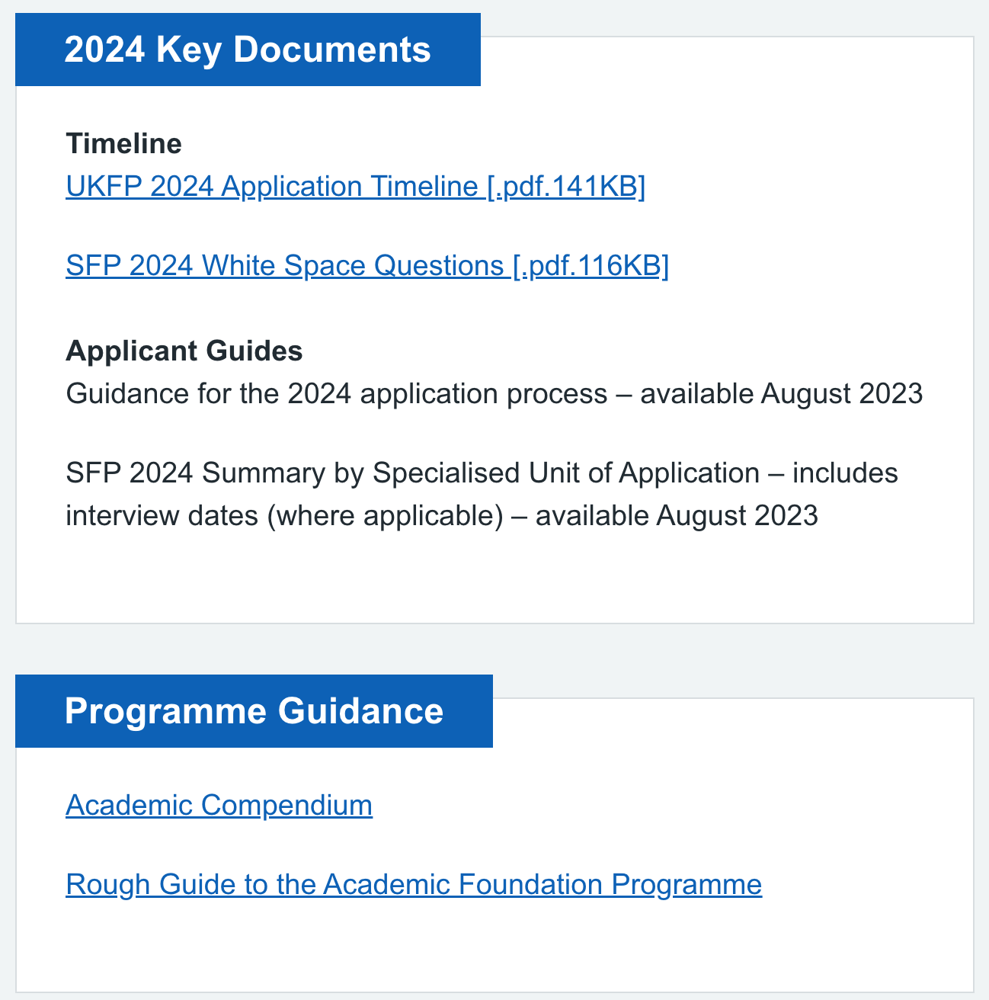 2024 Key Documents
Timeline
UKFP 2024 Application Timeline [.pdf.141KB]
SFP 2024 White Space Questions [.pdf.116KB]
Applicant Guides
Guidance for the 2024 application process – available August 2023
SFP 2024 Summary by Specialised Unit of Application – includes
interview dates (where applicable) – available August 2023
Programme Guidance
Academic Compendium
Rough Guide to the Academic Foundation Programme